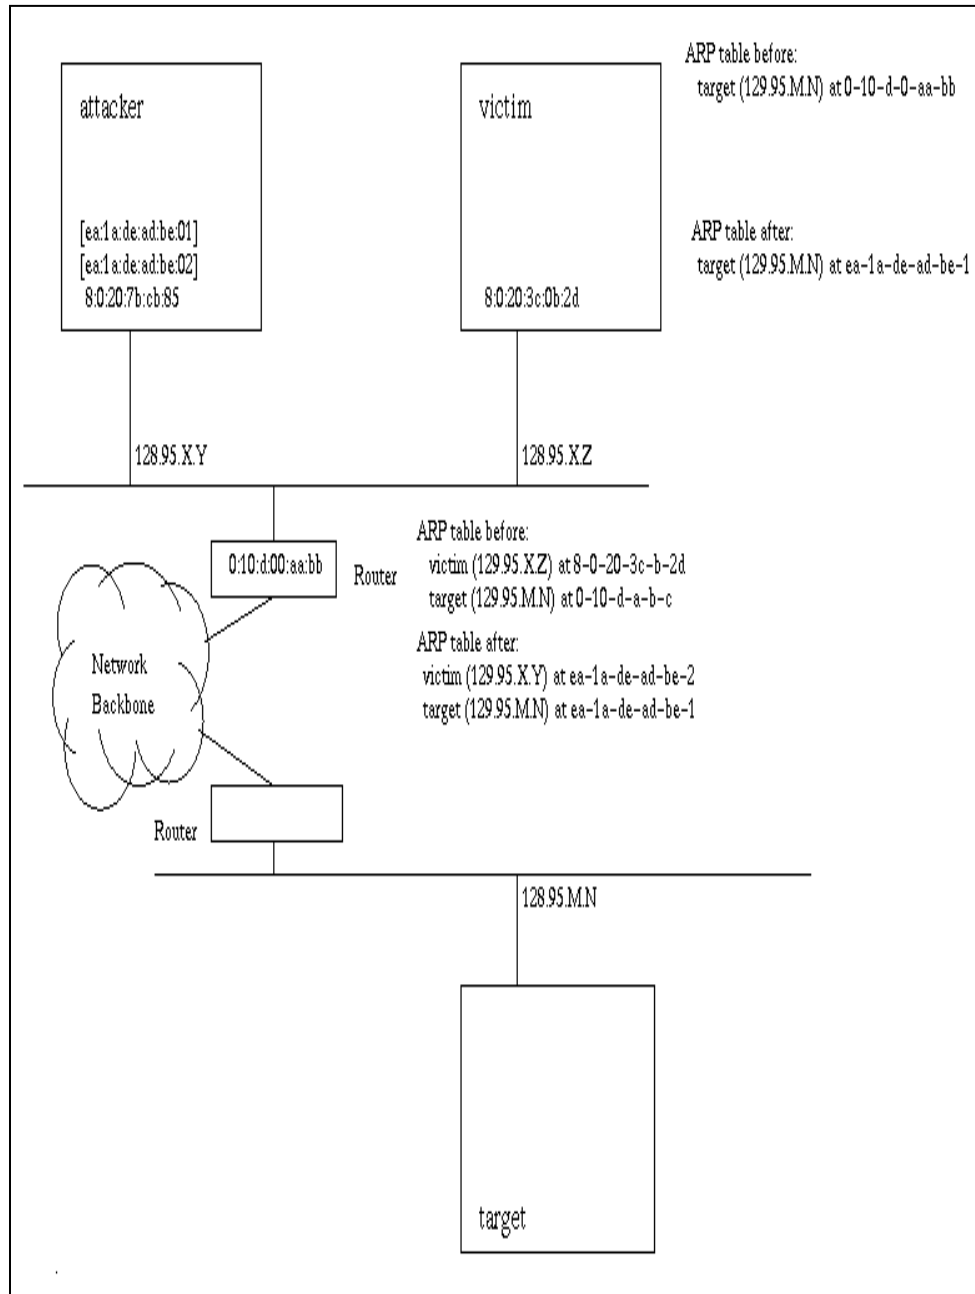 attacker
[ea:1a:de:ad:be:01]
[ea:1a:de:ad:be:02]
8:0:20:7b:cb:85
victim
8:0:20:3c:0b:2d
ARP table before:
target (129.95.M.N) at 0-10-d-0-aa-bb
ARP table after:
target (129.95.M.N) at ea-1a-de-ad-be-1
128.95.X.Y
128.95.X.Z
0:10:d:00:aa:bb
Router
ARP table before:
victim (129.95.X.Z) at 8-0-20-3c-b-2d
target (129.95.M.N) at 0-10-d-a-b-c
ARP table after:
victim (129.95.X.Y) at ea-1a-de-ad-be-2
target (129.95.M.N) at ea-1a-de-ad-be-1
Network
Backbone
Router
128.95.M.N
target